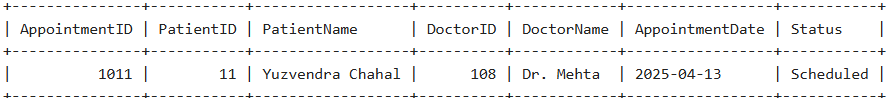 +---------------+-----------+------------------+----------+------------+-----------------+-----------+
| AppointmentID | PatientID | PatientName      | DoctorID | DoctorName | AppointmentDate | Status    |
+---------------+-----------+------------------+----------+------------+-----------------+-----------+
|          1011 |        11 | Yuzvendra Chahal |      108 | Dr. Mehta  | 2025-04-13      | Scheduled |
+---------------+-----------+------------------+----------+------------+-----------------+-----------+